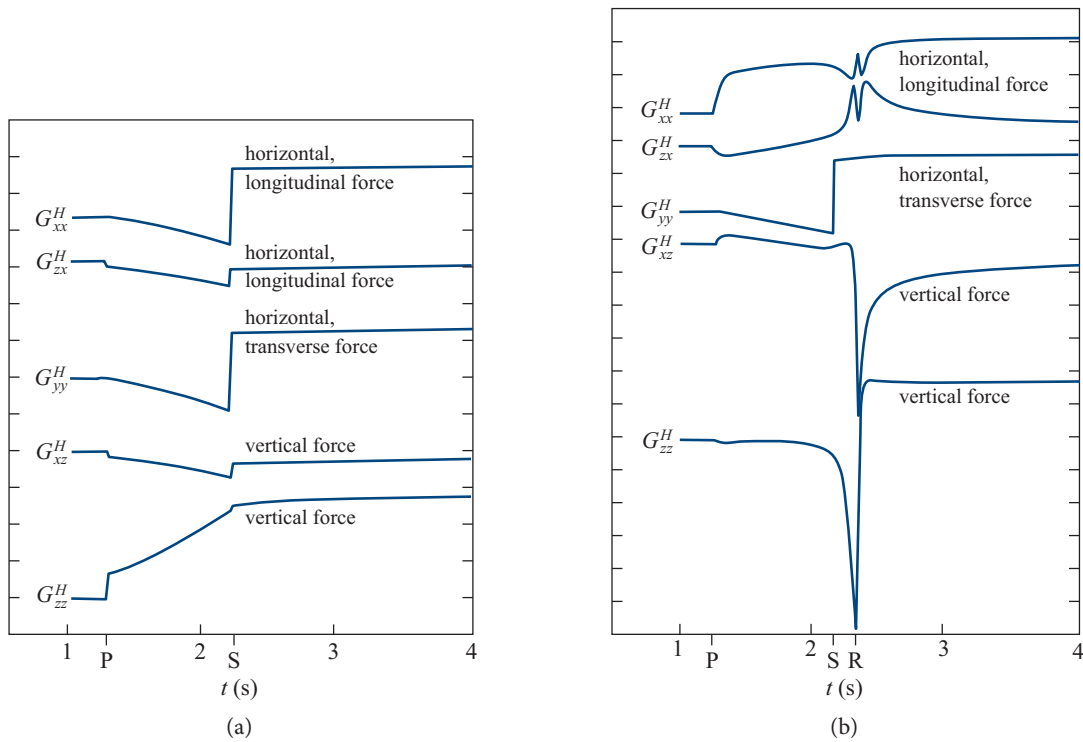 horizontal,
longitudinal force
G^H_xx
G^H_zx
horizontal,
longitudinal force
horizontal,
transverse force
G^H_yy
G^H_xz
vertical force
vertical force
G^H_zz
1
P
2
S
3
4
t (s)
(a)
horizontal,
longitudinal force
G^H_xx
G^H_zx
horizontal,
transverse force
G^H_yy
G^H_xz
vertical force
vertical force
G^H_zz
1
P
2
S
R
3
4
t (s)
(b)